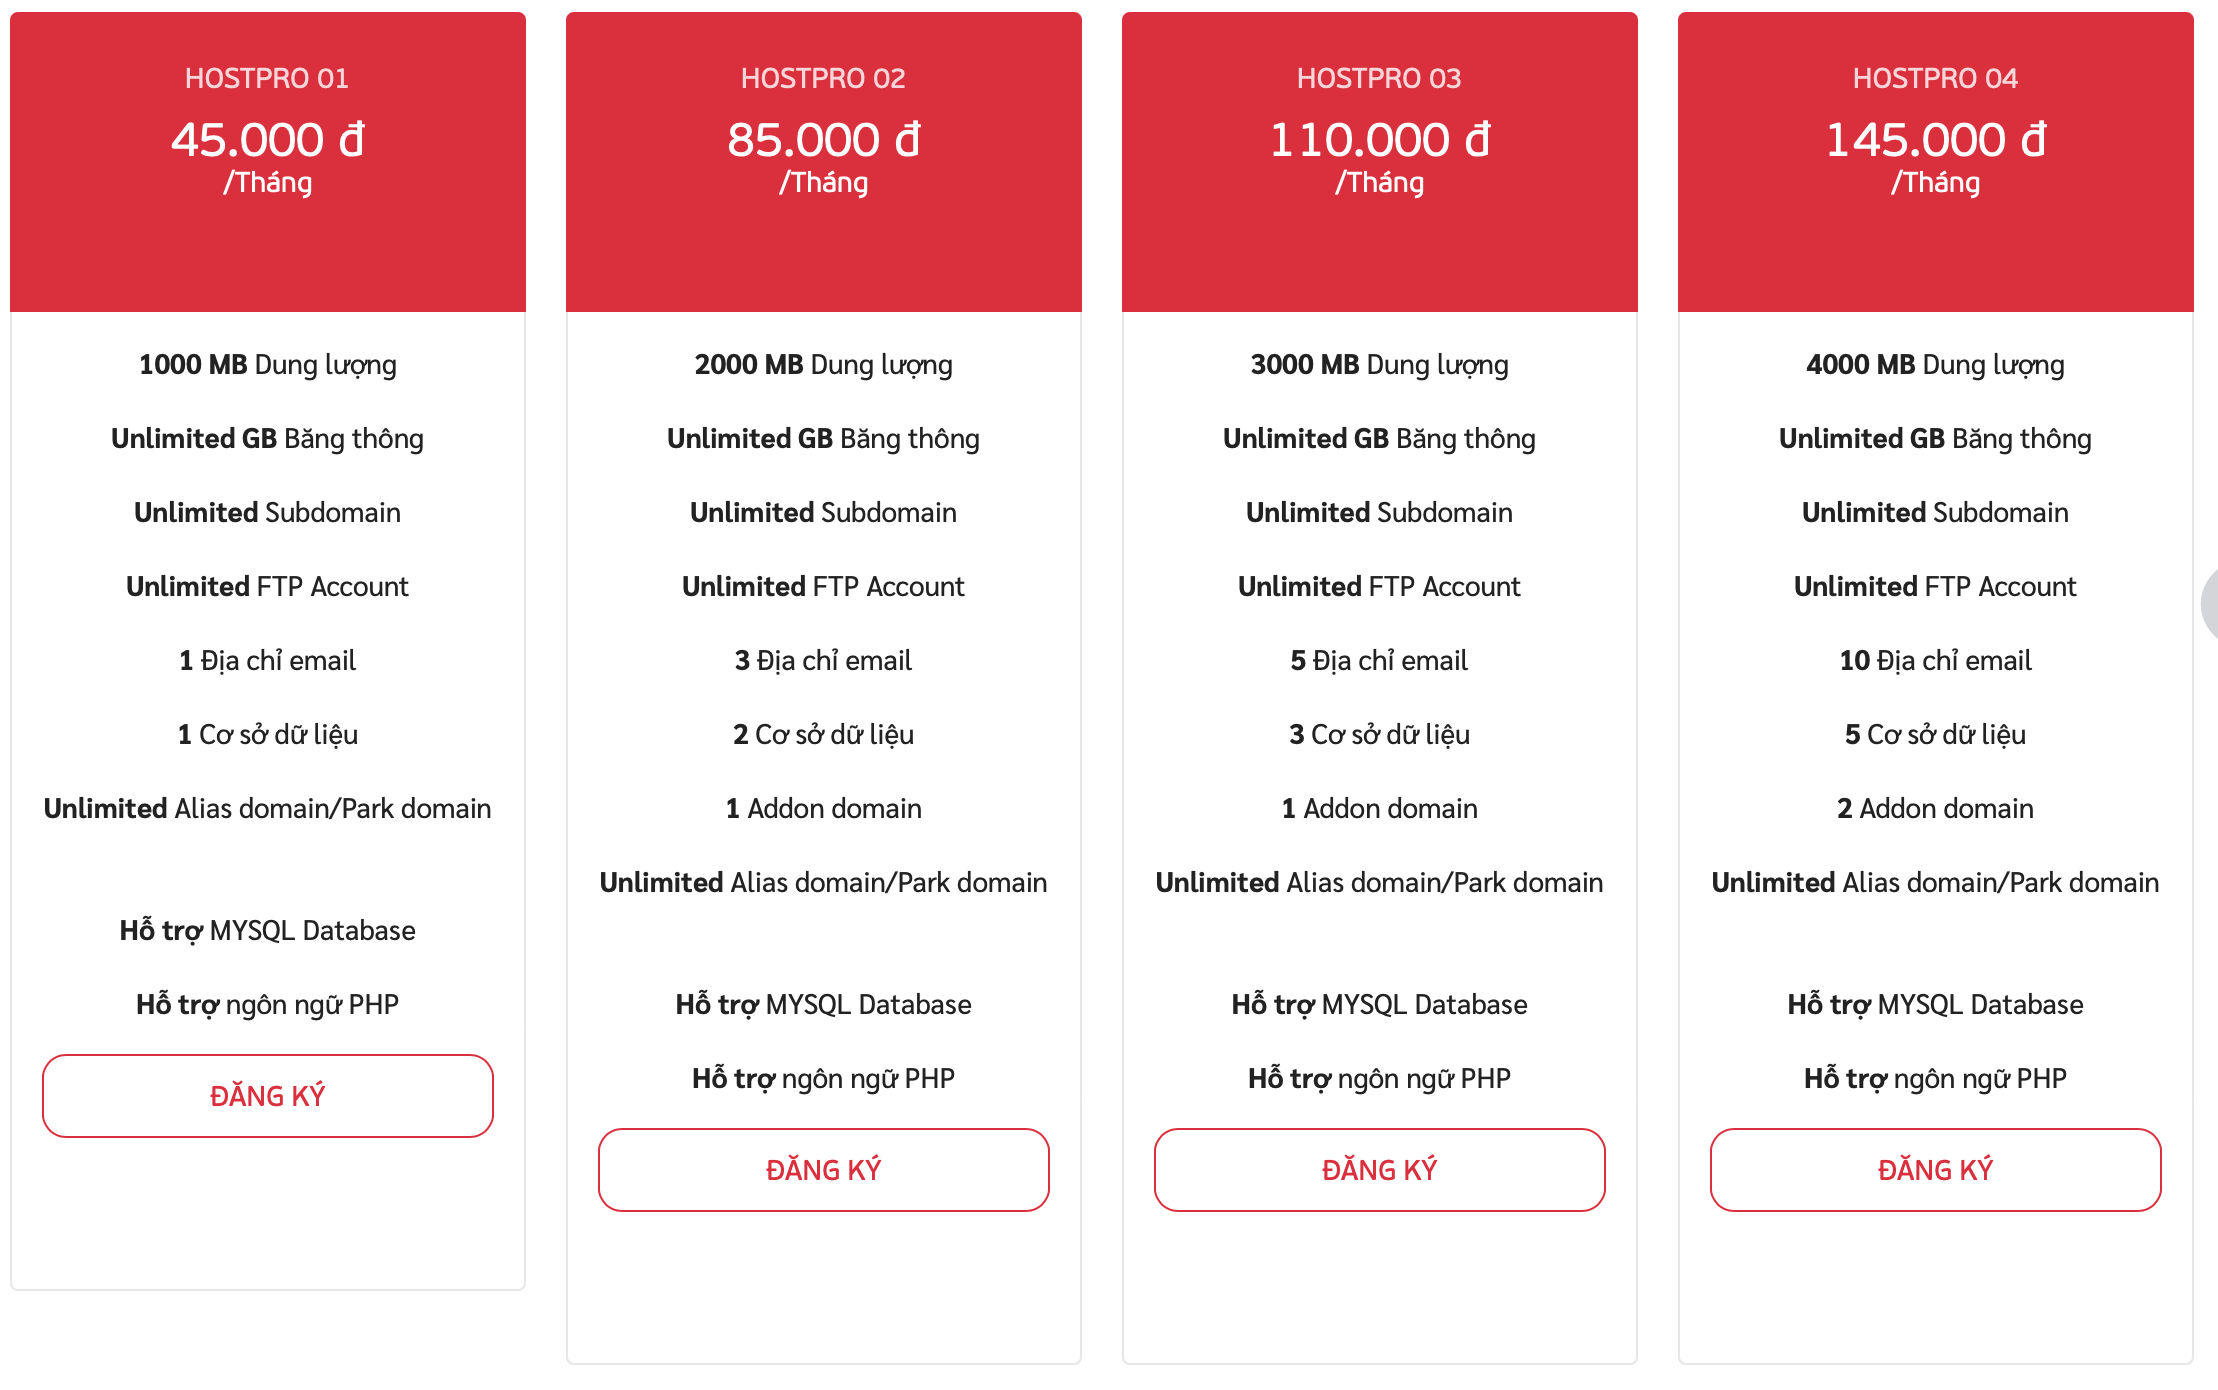 HOSTPRO 01
45.000 đ
/Tháng
1000 MB Dung lượng
Unlimited GB Băng thông
Unlimited Subdomain
Unlimited FTP Account
1 Địa chỉ email
1 Cơ sở dữ liệu
Unlimited Alias domain/Park domain
Hỗ trợ MYSQL Database
Hỗ trợ ngôn ngữ PHP
ĐĂNG KÝ
HOSTPRO 02
85.000 đ
/Tháng
2000 MB Dung lượng
Unlimited GB Băng thông
Unlimited Subdomain
Unlimited FTP Account
3 Địa chỉ email
2 Cơ sở dữ liệu
1 Addon domain
Unlimited Alias domain/Park domain
Hỗ trợ MYSQL Database
Hỗ trợ ngôn ngữ PHP
ĐĂNG KÝ
HOSTPRO 03
110.000 đ
/Tháng
3000 MB Dung lượng
Unlimited GB Băng thông
Unlimited Subdomain
Unlimited FTP Account
5 Địa chỉ email
3 Cơ sở dữ liệu
1 Addon domain
Unlimited Alias domain/Park domain
Hỗ trợ MYSQL Database
Hỗ trợ ngôn ngữ PHP
ĐĂNG KÝ
HOSTPRO 04
145.000 đ
/Tháng
4000 MB Dung lượng
Unlimited GB Băng thông
Unlimited Subdomain
Unlimited FTP Account
10 Địa chỉ email
5 Cơ sở dữ liệu
2 Addon domain
Unlimited Alias domain/Park domain
Hỗ trợ MYSQL Database
Hỗ trợ ngôn ngữ PHP
ĐĂNG KÝ